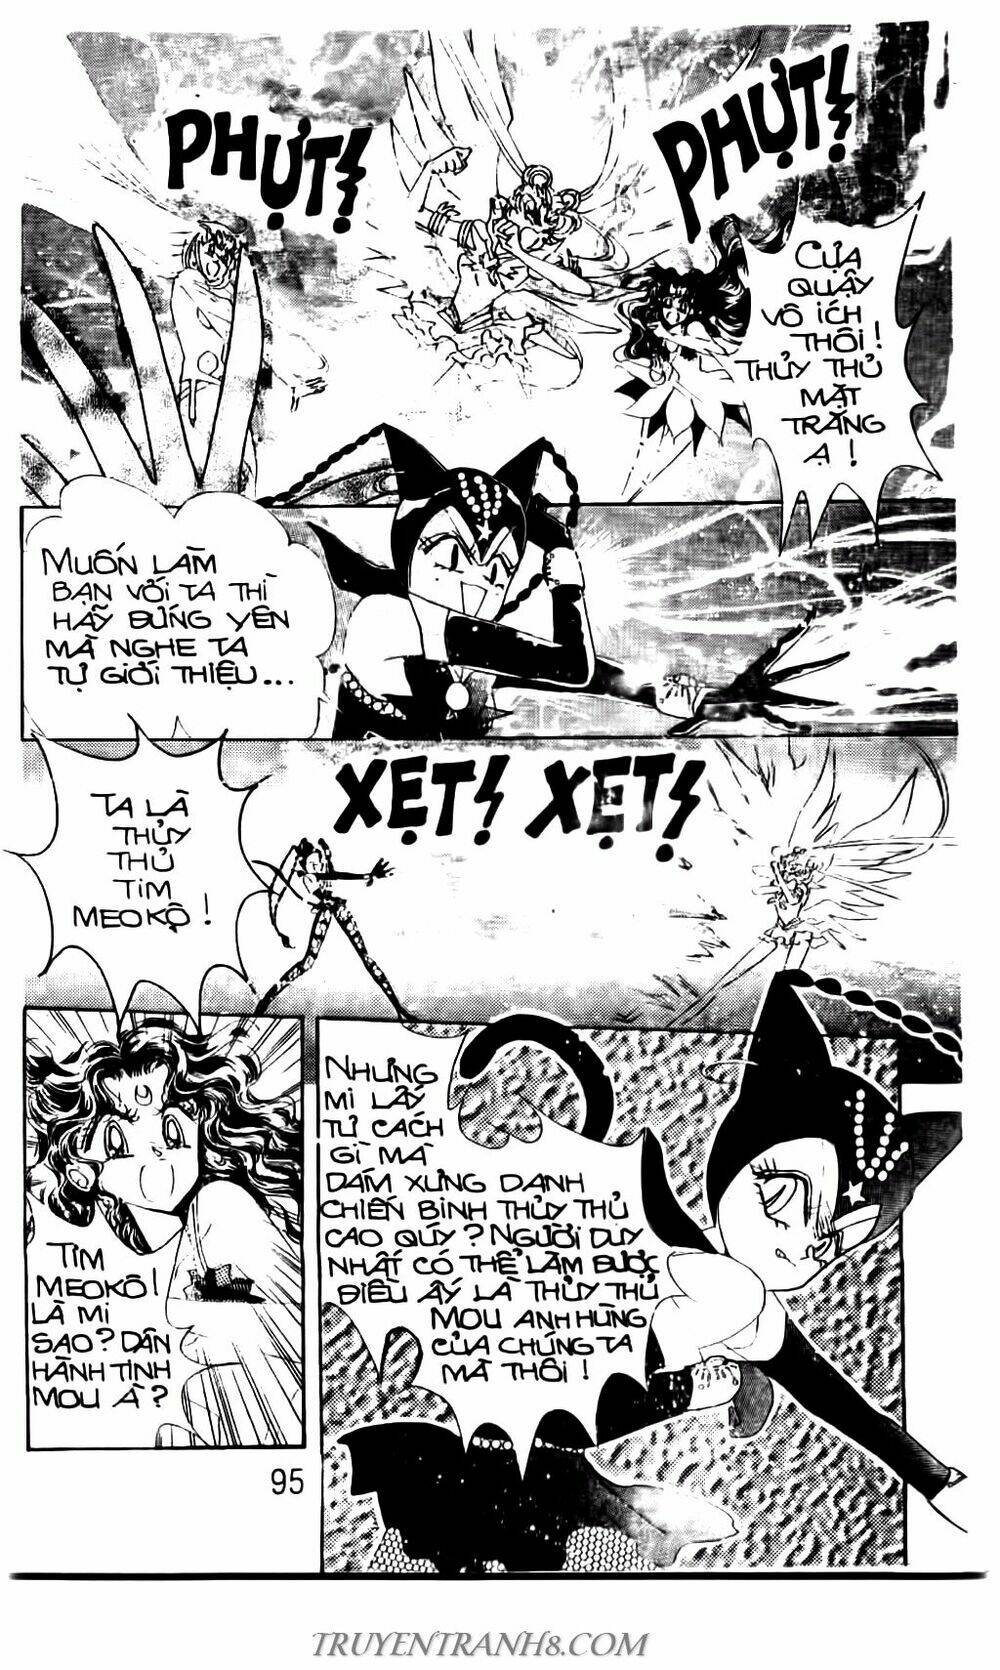 PHỤT!
PHỤT!
CỰA
QUẬY
VÔ ÍCH
THÔI!
THỦY THỦ
MẶT
TRĂNG
Ạ!
MUỐN LÀM
BẠN VỚI TA THÌ
HÃY ĐỨNG YÊN
MÀ NGHE TA
TỰ GIỚI THIỆU...
XẸT! XẸT!
TA LÀ
THỦY
THỦ
TIM
MEOKÔ!
TIM
MEOKÔ!
LÀ MI
SAO? DÂN
HÀNH TINH
MOU À?
NHƯNG
MI LẤY
TƯ CÁCH
GÌ MÀ
DÁM XƯNG DANH
CHIẾN BINH THỦY THỦ
CAO QÚY? NGƯỜI DUY
NHẤT CÓ THỂ LÀM ĐƯỢC
ĐIỀU ẤY LÀ THỦY THỦ
MOU ANH HÙNG
CỦA CHÚNG TA
MÀ THÔI!
95
TRUYENTRANH8.COM